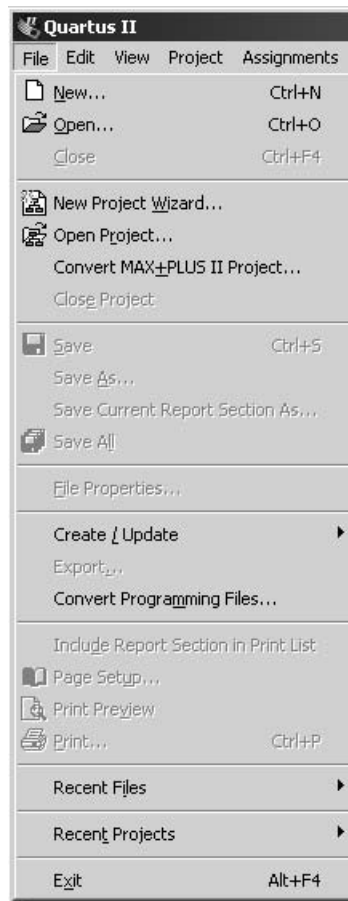 Quartus II
File Edit View Project Assignments
New... Ctrl+N
Open... Ctrl+O
Close Ctrl+F4
New Project Wizard...
Open Project...
Convert MAX+PLUS II Project...
Close Project
Save Ctrl+S
Save As...
Save Current Report Section As...
Save All
File Properties...
Create / Update
Export...
Convert Programming Files...
Include Report Section in Print List
Page Setup...
Print Preview
Print... Ctrl+P
Recent Files
Recent Projects
Exit Alt+F4